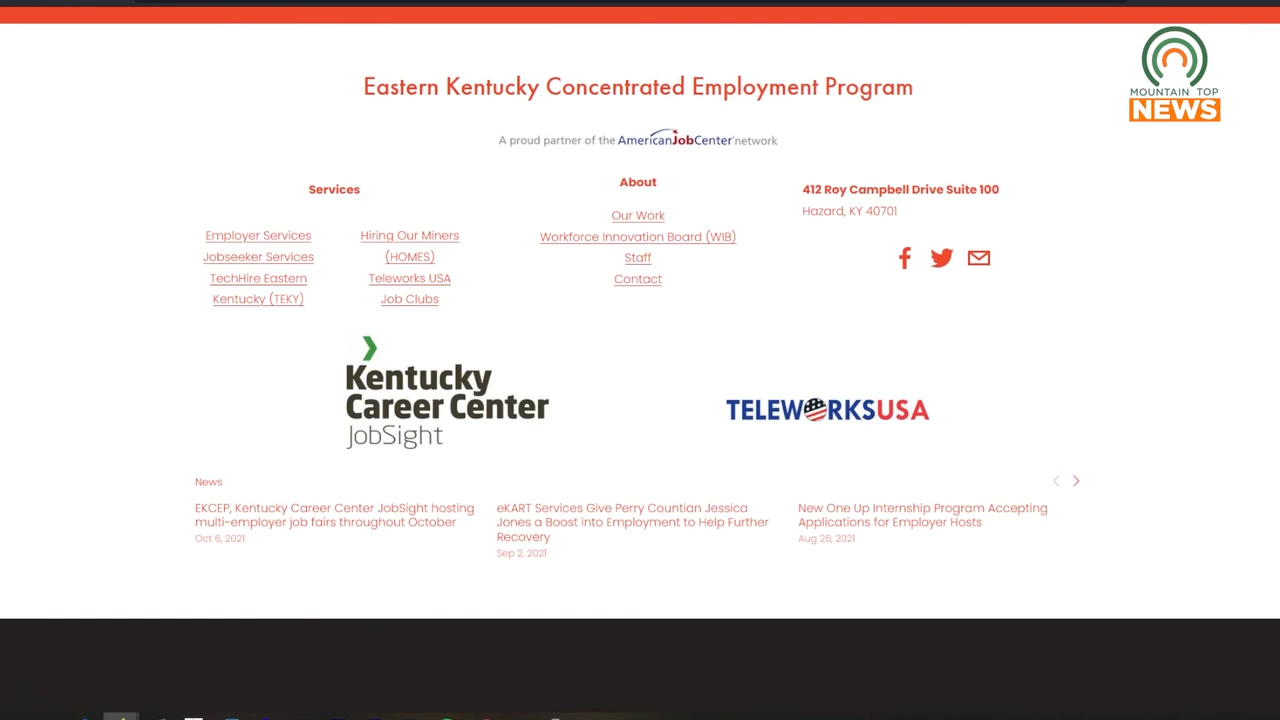 MOUNTAIN TOP
NEWS
Eastern Kentucky Concentrated Employment Program
A proud partner of the AmericanJobCenter network
Services
Employer Services
Jobseeker Services
TechHire Eastern
Kentucky (TEKY)
Hiring Our Miners
(HOMES)
Teleworks USA
Job Clubs
About
Our Work
Workforce Innovation Board (WIB)
Staff
Contact
412 Roy Campbell Drive Suite 100
Hazard, KY 40701
Kentucky
Career Center
JobSight
TELEWORKSUSA
News
EKCEP, Kentucky Career Center JobSight hosting
multi-employer job fairs throughout October
Oct 6, 2021
eKART Services Give Perry Countian Jessica
Jones a Boost into Employment to Help Further
Recovery
Sep 2, 2021
New One Up Internship Program Accepting
Applications for Employer Hosts
Aug 26, 2021